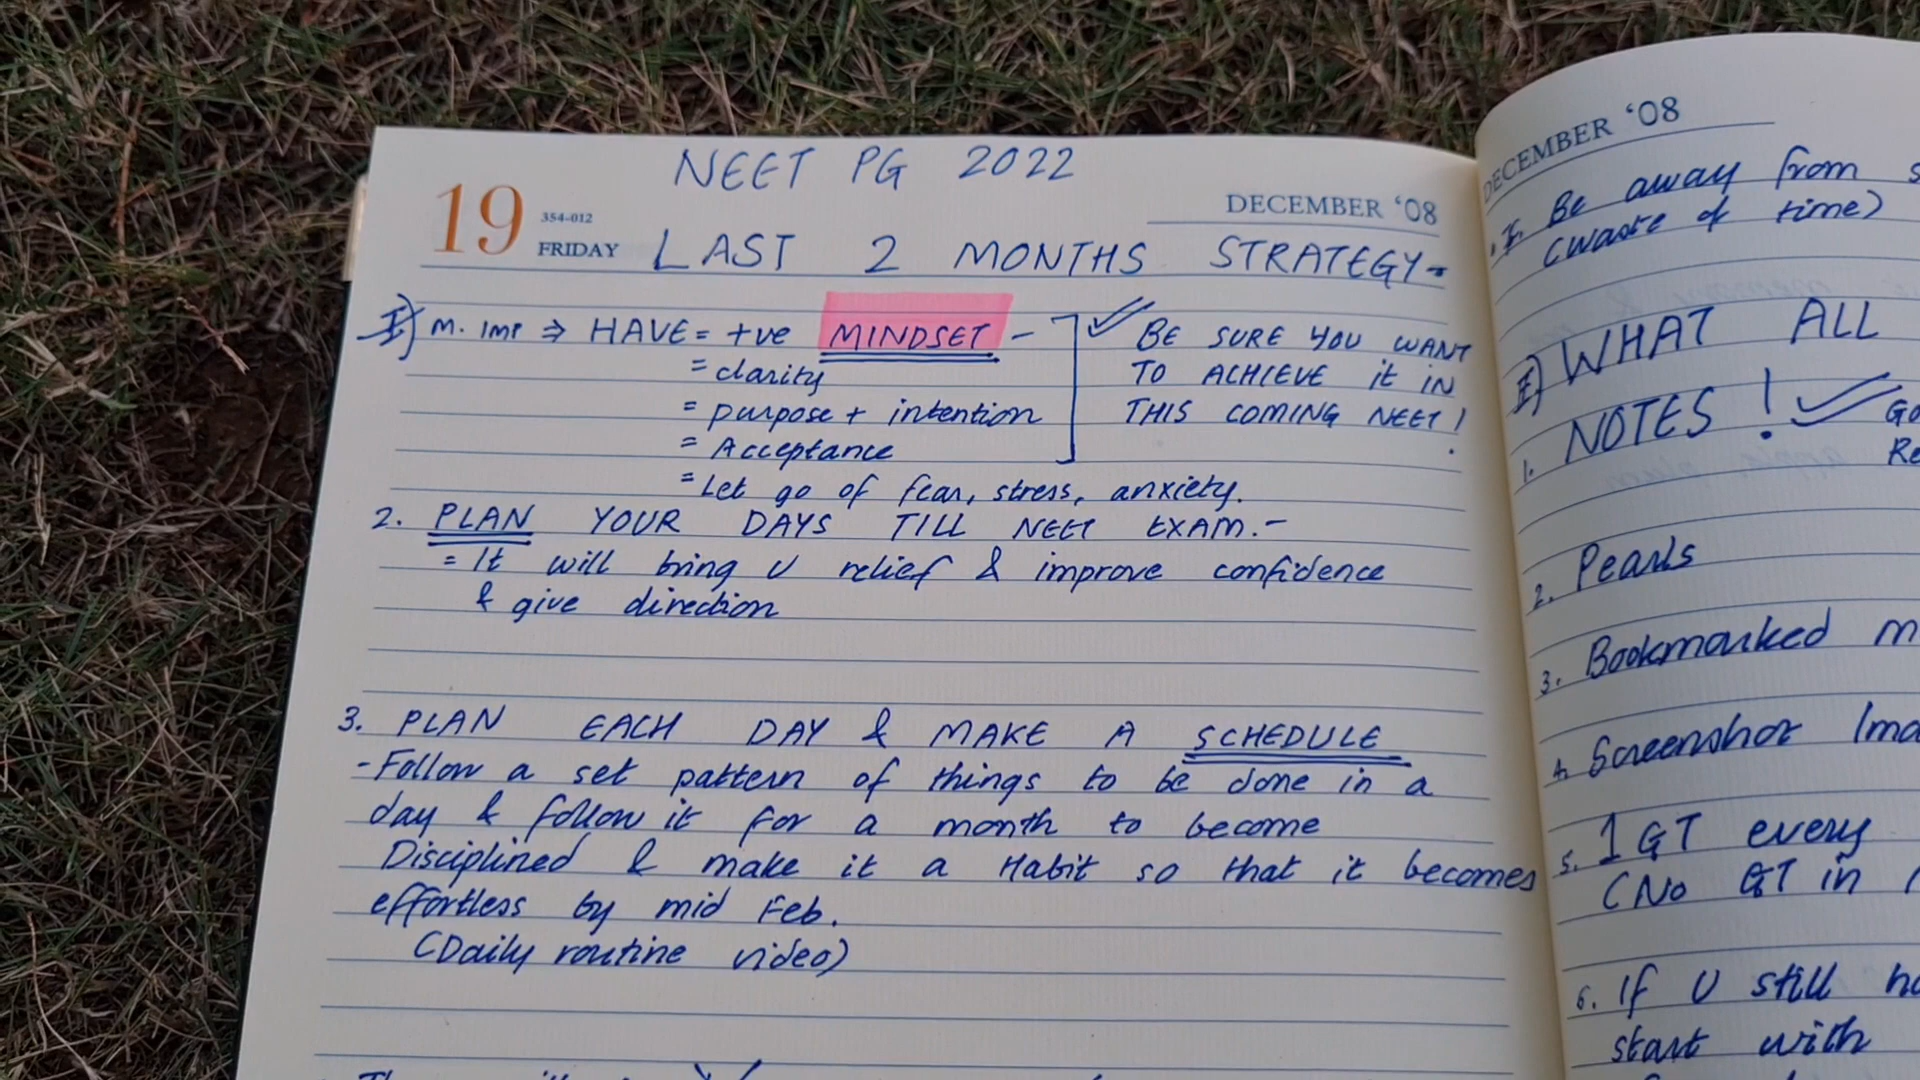 NEET PG 2022
19 354-012 FRIDAY
DECEMBER '08
LAST 2 MONTHS STRATEGY-
I) M. IMP ⇒ HAVE = +ve MINDSET -
= clarity
= purpose + intention
= Acceptance
= Let go of fear, stress, anxiety.
BE SURE YOU WANT
TO ACHIEVE it IN
THIS COMING NEET!
2. PLAN YOUR DAYS TILL NEET EXAM.-
= It will bring U relief & improve confidence
& give direction
3. PLAN EACH DAY & MAKE A SCHEDULE
-Follow a set pattern of things to be done in a
day & follow it for a month to become
Disciplined & make it a Habit so that it becomes
effortless by mid Feb.
(Daily routine video)
DECEMBER '08
Be away from
(waste of time)
II) WHAT ALL
1. NOTES!
2. Pearls
3. Bookmarked
4. Screenshot
5. 1 GT every
(No GT in
6. If U still
start with